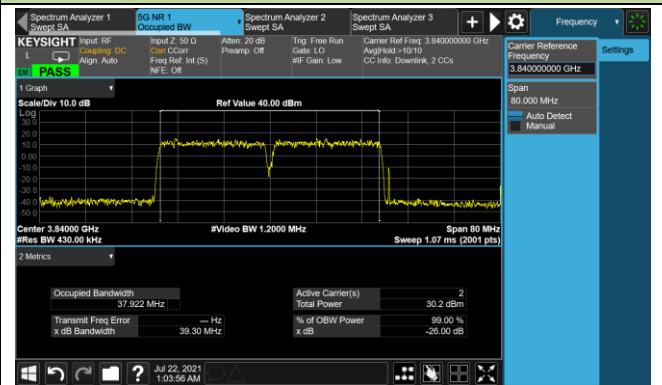 Spectrum Analyzer 1
Swept SA
5G NR 1
Occupied BW
Spectrum Analyzer 2
Swept SA
Spectrum Analyzer 3
Swept SA
Frequency
KEYSIGHT
L
PASS
Input: RF
Coupling: DC
Align: Auto
Input Z: 50 Ω
Corr CCorr
Freq Ref: Int (S)
NFE: Off
Atten: 20 dB
Preamp: Off
Trig: Free Run
Gate: LO
#IF Gain: Low
Carrier Ref Freq: 3.840000000 GHz
Avg|Hold:>10/10
CC Info: Downlink, 2 CCs
Carrier Reference
Frequency
3.840000000 GHz
Settings
Span
80.000 MHz
Auto Detect
Manual
1 Graph
Scale/Div 10.0 dB
Ref Value 40.00 dBm
Log
30.0
20.0
10.0
0.00
-10.0
-20.0
-30.0
-40.0
-50.0
Center 3.84000 GHz
#Video BW 1.2000 MHz
Span 80 MHz
#Res BW 430.00 kHz
Sweep 1.07 ms (2001 pts)
2 Metrics
Occupied Bandwidth
37.922 MHz
Active Carrier(s) 2
Total Power 30.2 dBm
Transmit Freq Error --- Hz
x dB Bandwidth 39.30 MHz
% of OBW Power 99.00 %
x dB -26.00 dB
?
Jul 22, 2021
1:03:56 AM